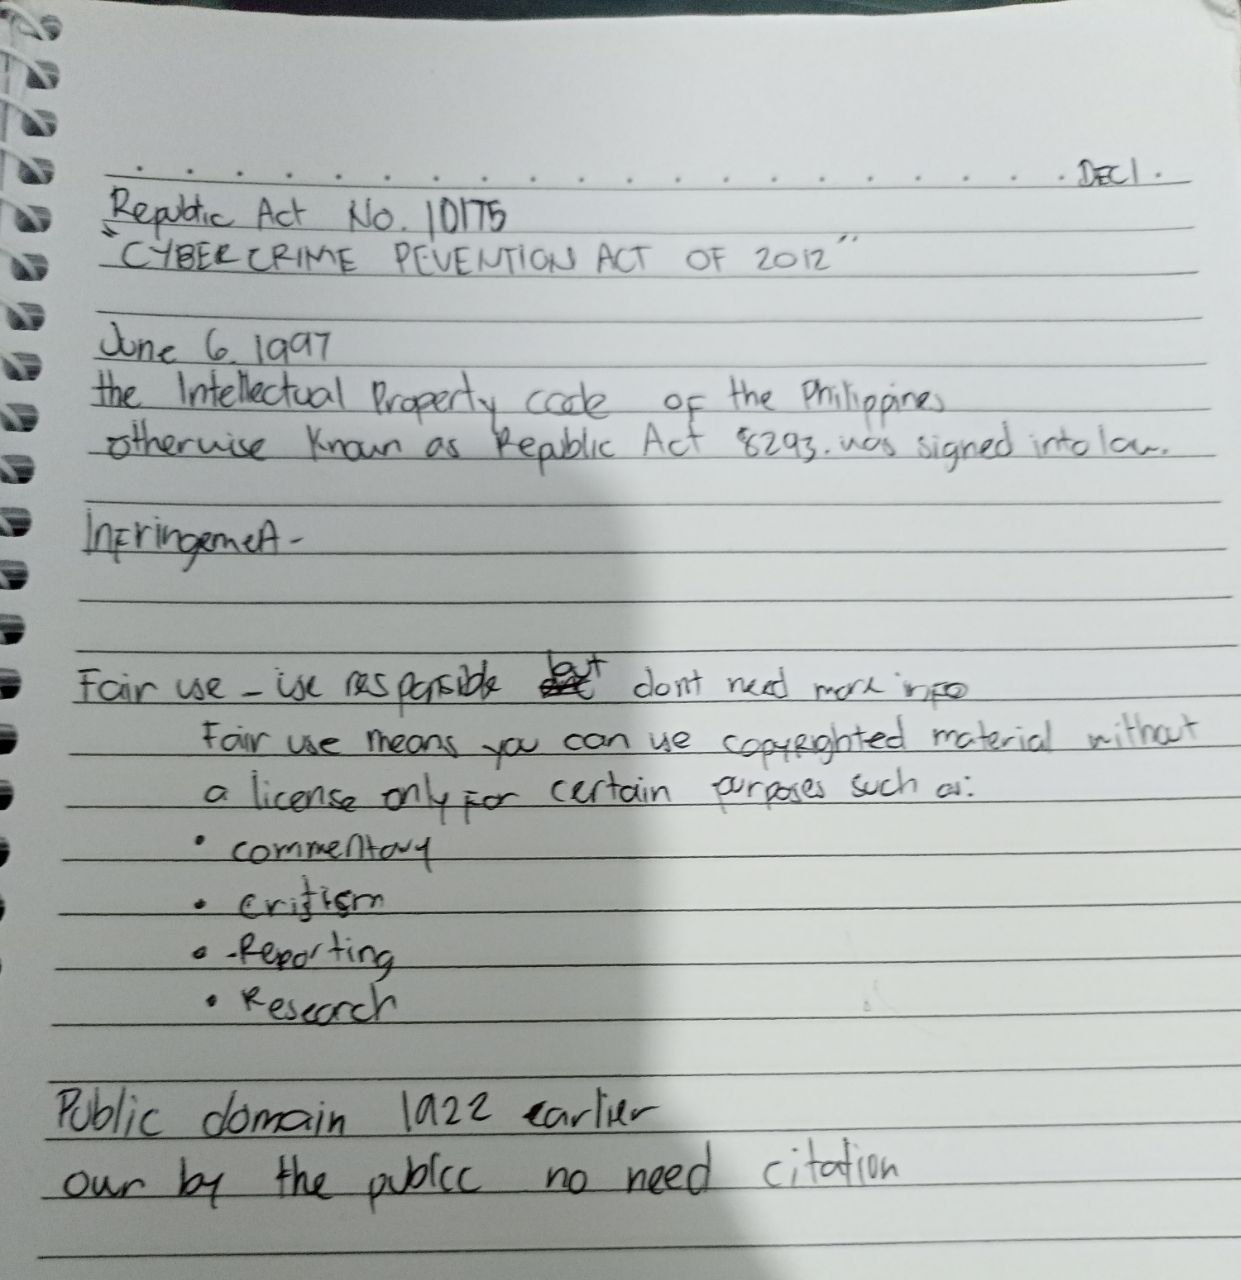 DEC 1.
Republic Act No. 10175
"CYBERCRIME PEVENTION ACT OF 2012"
June 6. 1997
the Intellectual Property code of the Philippines
otherwise known as Republic Act 8293. was signed into law.
Infringement -
Fair use - use responsible but dont need more info
Fair use means you can use copyrighted material without
a license only for certain purposes such as:
• commentary
• critism
• Reporting
• Research
Public domain 1922 earlier
own by the public no need citation